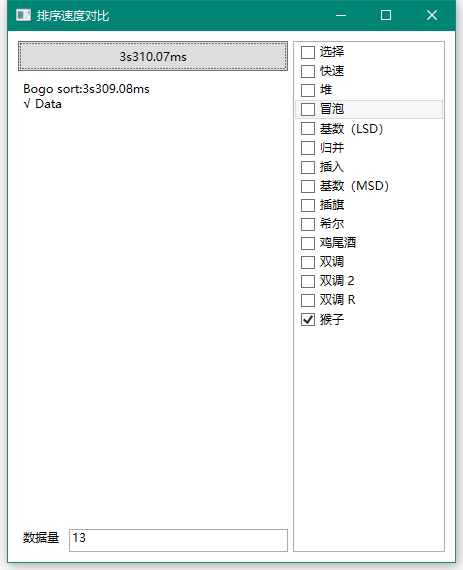 排序速度对比
3s310.07ms
Bogo sort:3s309.08ms
√ Data
选择
快速
堆
冒泡
基数（LSD）
归并
插入
基数（MSD）
插旗
希尔
鸡尾酒
双调
双调 2
双调 R
猴子
数据量 13